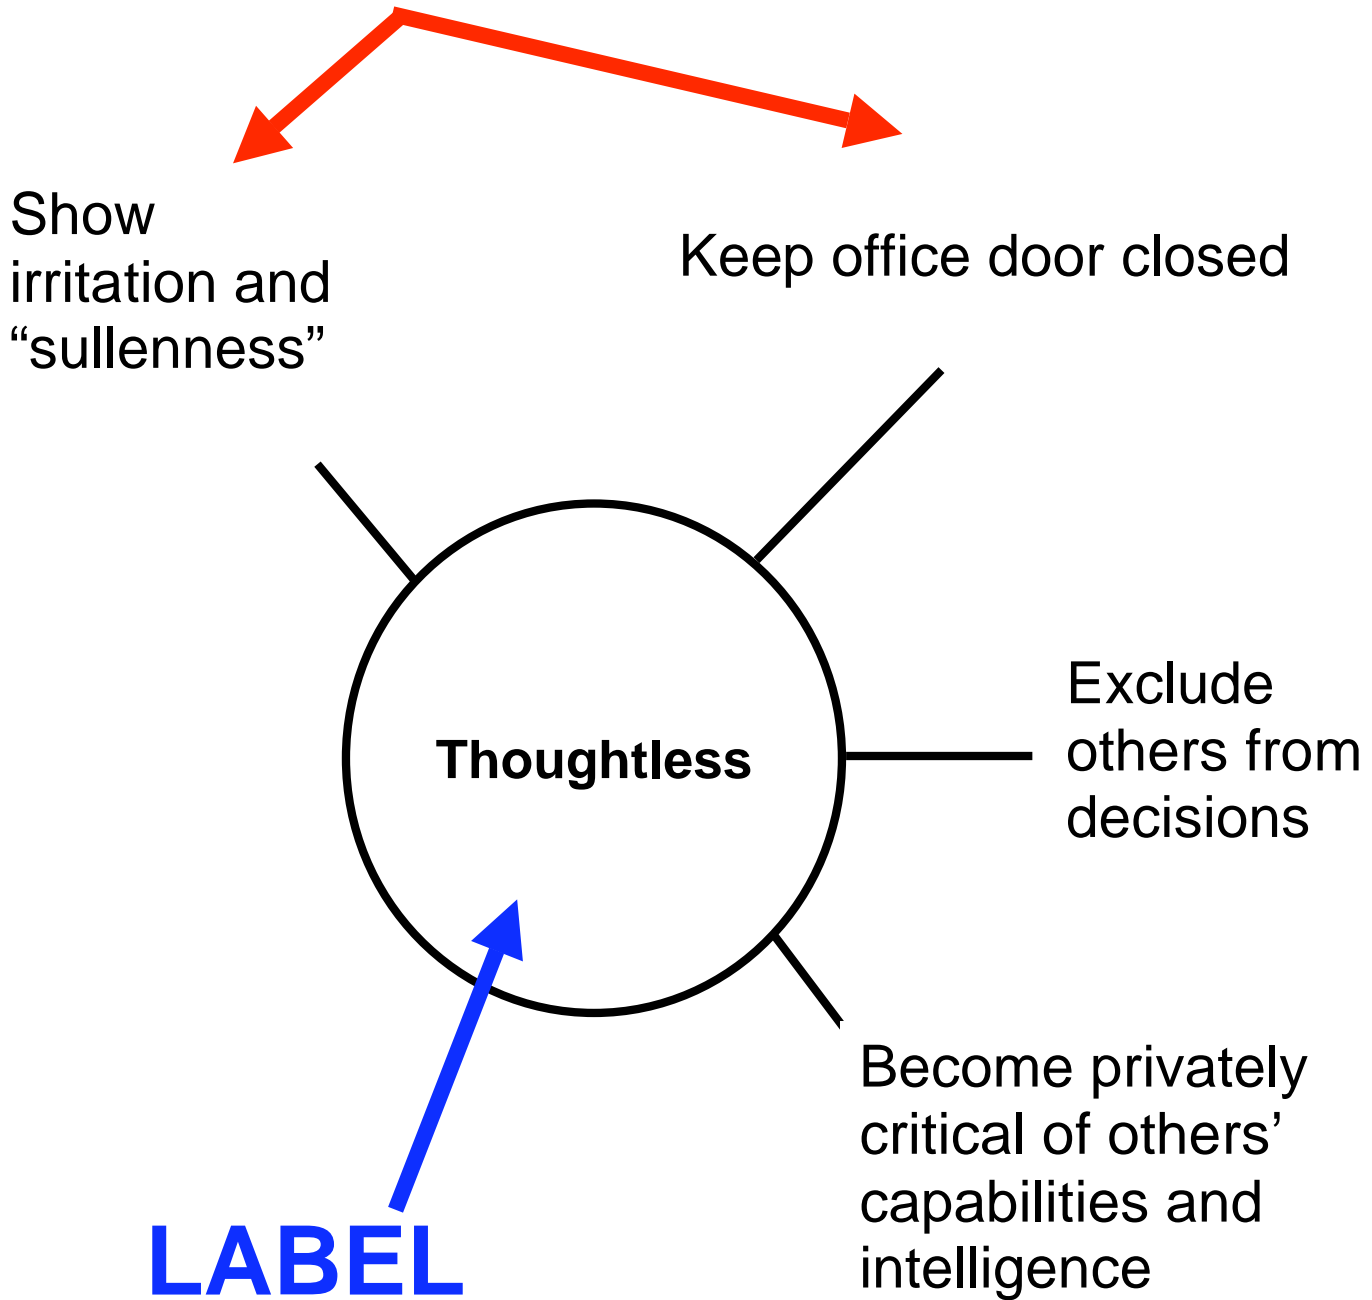 Show
irritation and
“sullenness”
Keep office door closed
Thoughtless
Exclude
others from
decisions
Become privately
critical of others’
capabilities and
intelligence
LABEL